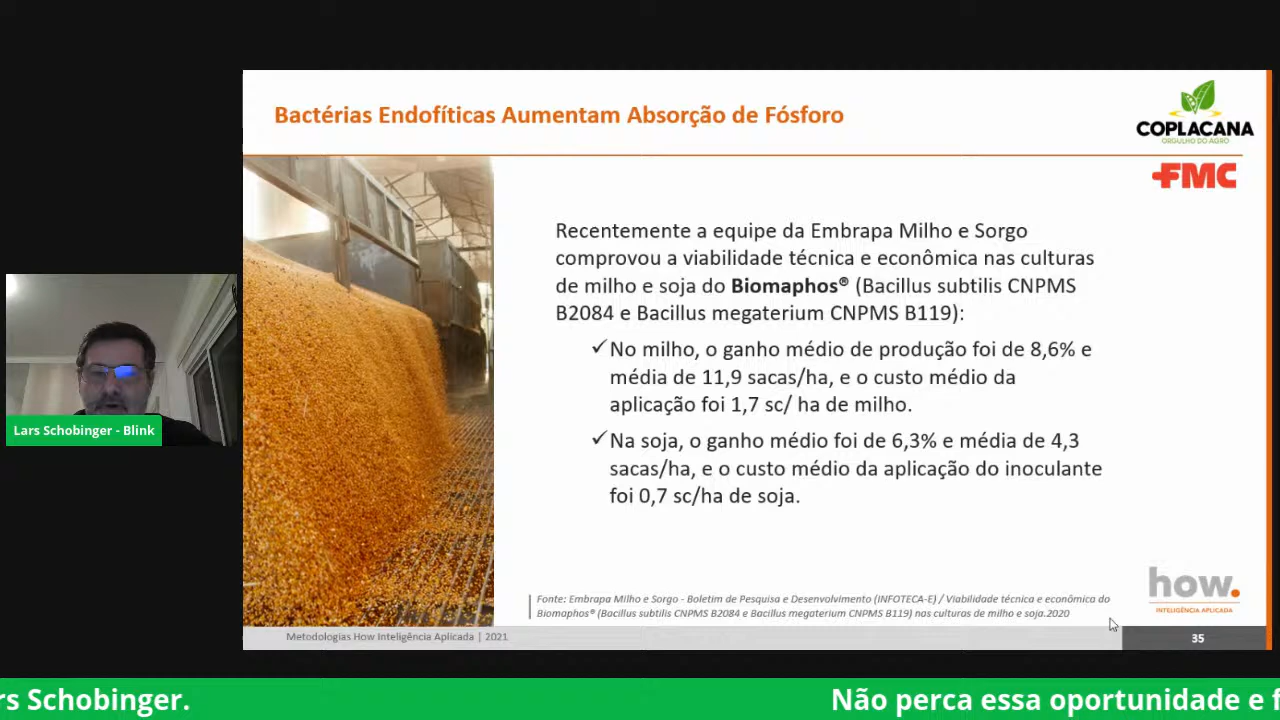 Bactérias Endofíticas Aumentam Absorção de Fósforo
COPLACANA
ORGULHO DO AGRO
FMC
Recentemente a equipe da Embrapa Milho e Sorgo
comprovou a viabilidade técnica e econômica nas culturas
de milho e soja do Biomaphos® (Bacillus subtilis CNPMS
B2084 e Bacillus megaterium CNPMS B119):
✓No milho, o ganho médio de produção foi de 8,6% e
média de 11,9 sacas/ha, e o custo médio da
aplicação foi 1,7 sc/ ha de milho.
✓Na soja, o ganho médio foi de 6,3% e média de 4,3
sacas/ha, e o custo médio da aplicação do inoculante
foi 0,7 sc/ha de soja.
Lars Schobinger - Blink
Fonte: Embrapa Milho e Sorgo - Boletim de Pesquisa e Desenvolvimento (INFOTECA-E) / Viabilidade técnica e econômica do
Biomaphos® (Bacillus subtilis CNPMS B2084 e Bacillus megaterium CNPMS B119) nas culturas de milho e soja.2020
how.
INTELIGÊNCIA APLICADA
Metodologias How Inteligência Aplicada | 2021
35
rs Schobinger.
Não perca essa oportunidade e f